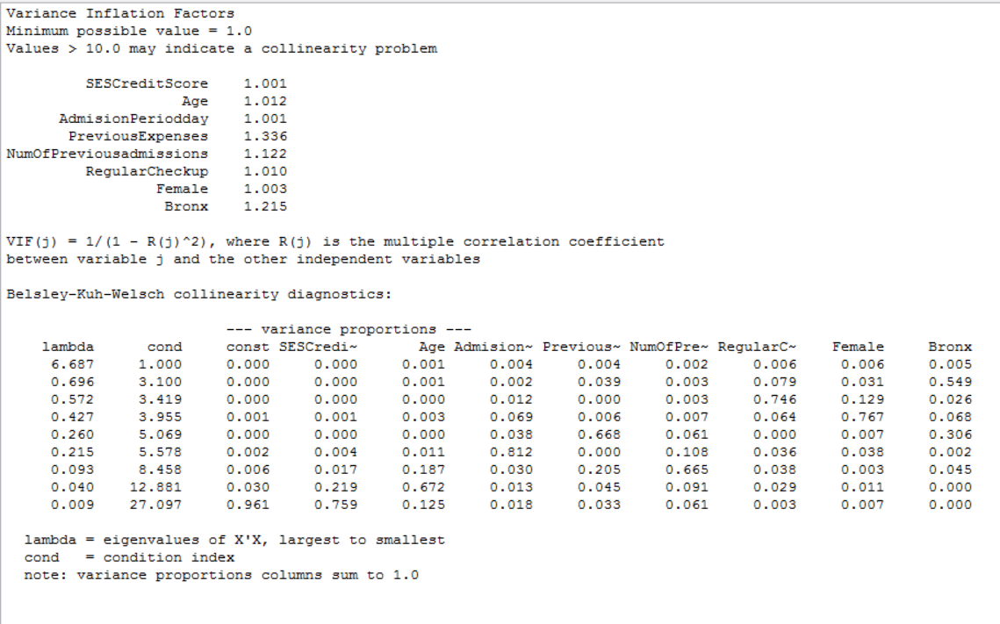 Variance Inflation Factors
Minimum possible value = 1.0
Values > 10.0 may indicate a collinearity problem
SESCreditScore 1.001
Age 1.012
AdmisionPeriodday 1.001
PreviousExpenses 1.336
NumOfPreviousadmissions 1.122
RegularCheckup 1.010
Female 1.003
Bronx 1.215
VIF(j) = 1/(1 - R(j)^2), where R(j) is the multiple correlation coefficient
between variable j and the other independent variables
Belsley-Kuh-Welsch collinearity diagnostics:
--- variance proportions ---
lambda cond const SESCredi~ Age Admision~ Previous~ NumOfPre~ RegularC~ Female Bronx
6.687 1.000 0.000 0.000 0.001 0.004 0.004 0.002 0.006 0.006 0.005
0.696 3.100 0.000 0.000 0.001 0.002 0.039 0.003 0.079 0.031 0.549
0.572 3.419 0.000 0.000 0.000 0.012 0.000 0.003 0.746 0.129 0.026
0.427 3.955 0.001 0.001 0.003 0.069 0.006 0.007 0.064 0.767 0.068
0.260 5.069 0.000 0.000 0.000 0.038 0.668 0.061 0.000 0.007 0.306
0.215 5.578 0.002 0.004 0.011 0.812 0.000 0.108 0.036 0.038 0.002
0.093 8.458 0.006 0.017 0.187 0.030 0.205 0.665 0.038 0.003 0.045
0.040 12.881 0.030 0.219 0.672 0.013 0.045 0.091 0.029 0.011 0.000
0.009 27.097 0.961 0.759 0.125 0.018 0.033 0.061 0.003 0.007 0.000
lambda = eigenvalues of X'X, largest to smallest
cond = condition index
note: variance proportions columns sum to 1.0